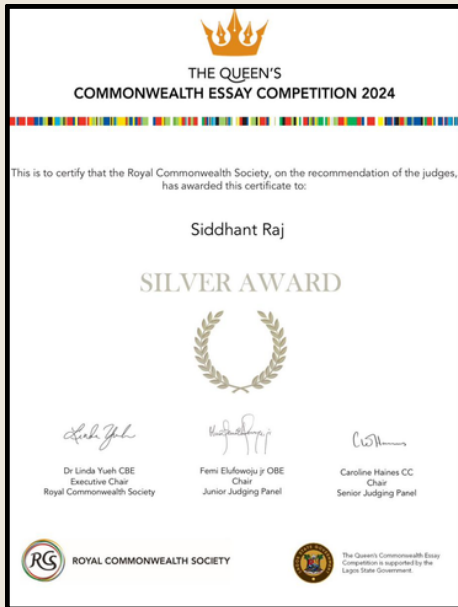 THE QUEEN'S
COMMONWEALTH ESSAY COMPETITION 2024
This is to certify that the Royal Commonwealth Society, on the recommendation of the judges,
has awarded this certificate to:
Siddhant Raj
SILVER AWARD
Dr Linda Yueh CBE
Executive Chair
Royal Commonwealth Society
Femi Elufowoju jr OBE
Chair
Junior Judging Panel
Caroline Haines CC
Chair
Senior Judging Panel
RCS
ROYAL COMMONWEALTH SOCIETY
The Queen's Commonwealth Essay
Competition is supported by the
Lagos State Government.